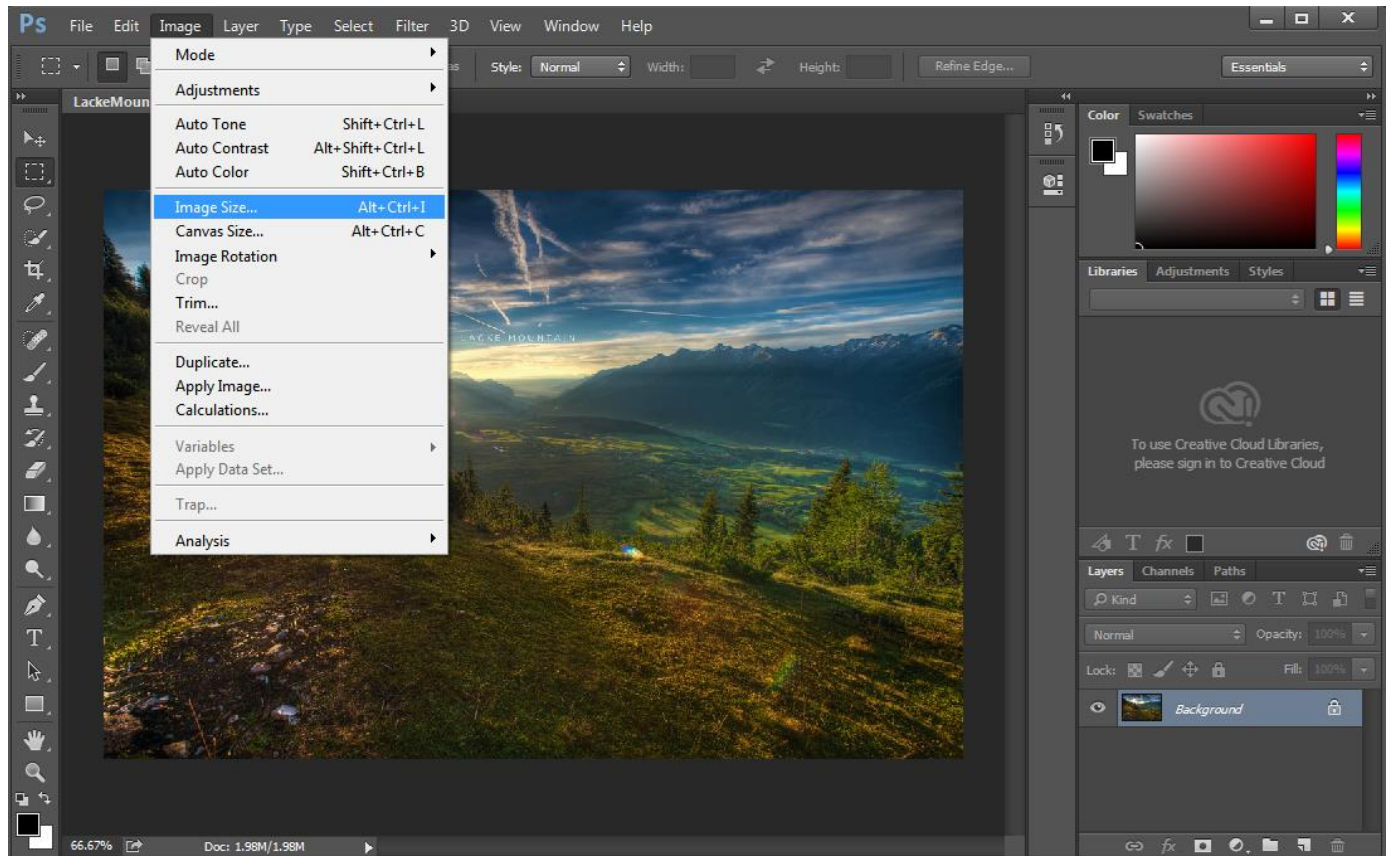 Ps File Edit Image Layer Type Select Filter 3D View Window Help
Style: Normal Width: Height: Refine Edge... Essentials
LackeMoun
Mode
Adjustments
Auto Tone Shift+Ctrl+L
Auto Contrast Alt+Shift+Ctrl+L
Auto Color Shift+Ctrl+B
Image Size... Alt+Ctrl+I
Canvas Size... Alt+Ctrl+C
Image Rotation
Crop
Trim...
Reveal All
Duplicate...
Apply Image...
Calculations...
Variables
Apply Data Set...
Trap...
Analysis
LACKE MOUNTAIN
Color Swatches
Libraries Adjustments Styles
To use Creative Cloud Libraries,
please sign in to Creative Cloud
Layers Channels Paths
Kind
Normal Opacity: 100%
Lock: Fill: 100%
Background
66.67% Doc: 1.98M/1.98M